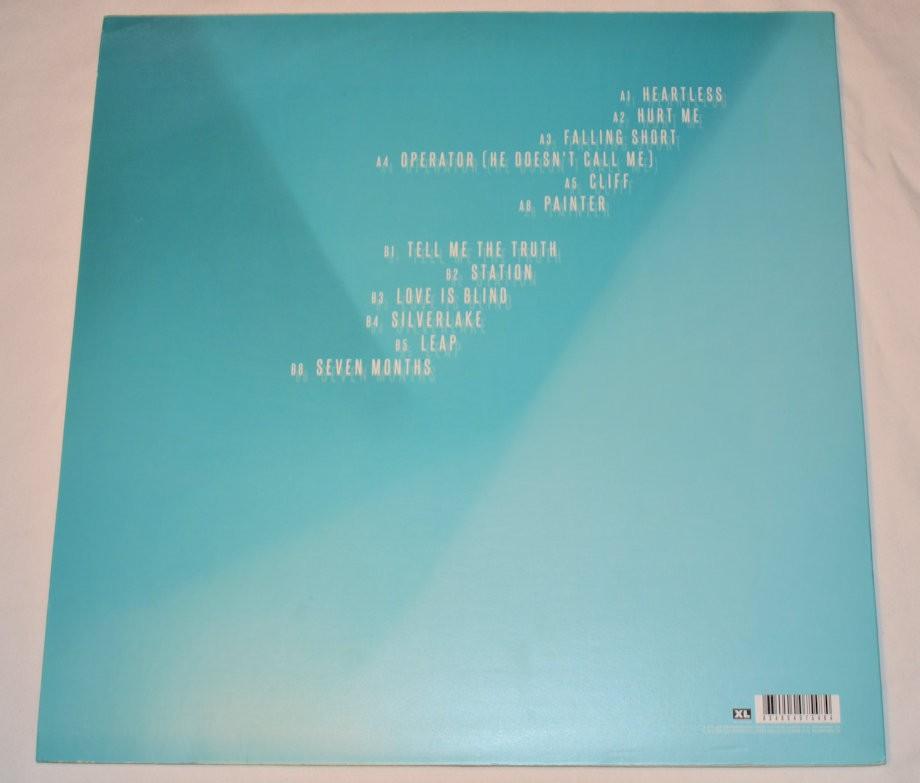 A1 HEARTLESS
A2 HURT ME
A3 FALLING SHORT
A4 OPERATOR (HE DOESN'T CALL ME)
A5 CLIFF
A6 PAINTER
B1 TELL ME THE TRUTH
B2 STATION
B3 LOVE IS BLIND
B4 SILVERLAKE
B5 LEAP
B6 SEVEN MONTHS
XL